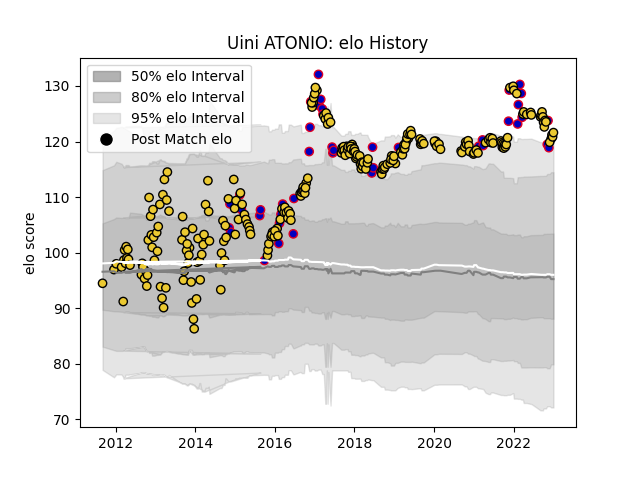 Uini ATONIO: elo History
50% elo Interval
80% elo Interval
95% elo Interval
Post Match elo
elo score
130
120
110
100
90
80
70
2012 2014 2016 2018 2020 2022